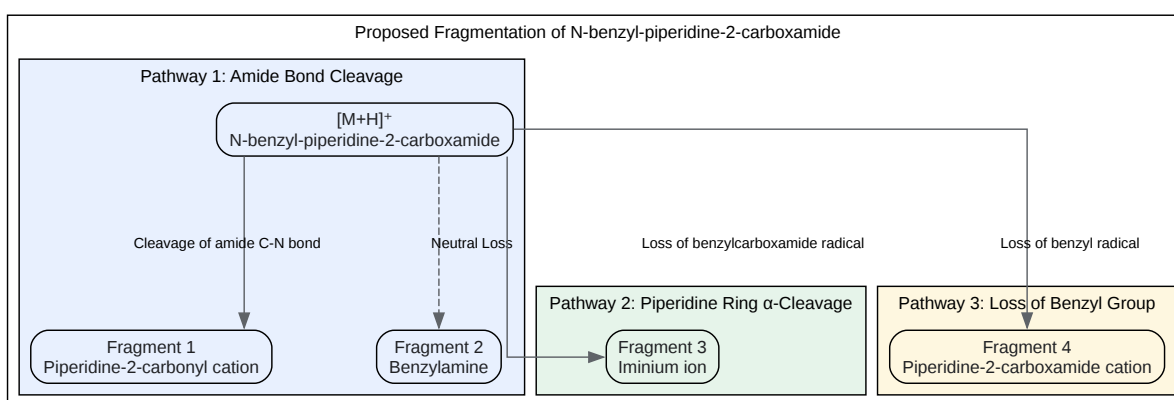 Proposed Fragmentation of N-benzyl-piperidine-2-carboxamide
Pathway 1: Amide Bond Cleavage
[M+H]⁺
N-benzyl-piperidine-2-carboxamide
Cleavage of amide C-N bond
Neutral Loss
Loss of benzylcarboxamide radical
Loss of benzyl radical
Pathway 2: Piperidine Ring α-Cleavage
Pathway 3: Loss of Benzyl Group
Fragment 1
Piperidine-2-carbonyl cation
Fragment 2
Benzylamine
Fragment 3
Iminium ion
Fragment 4
Piperidine-2-carboxamide cation